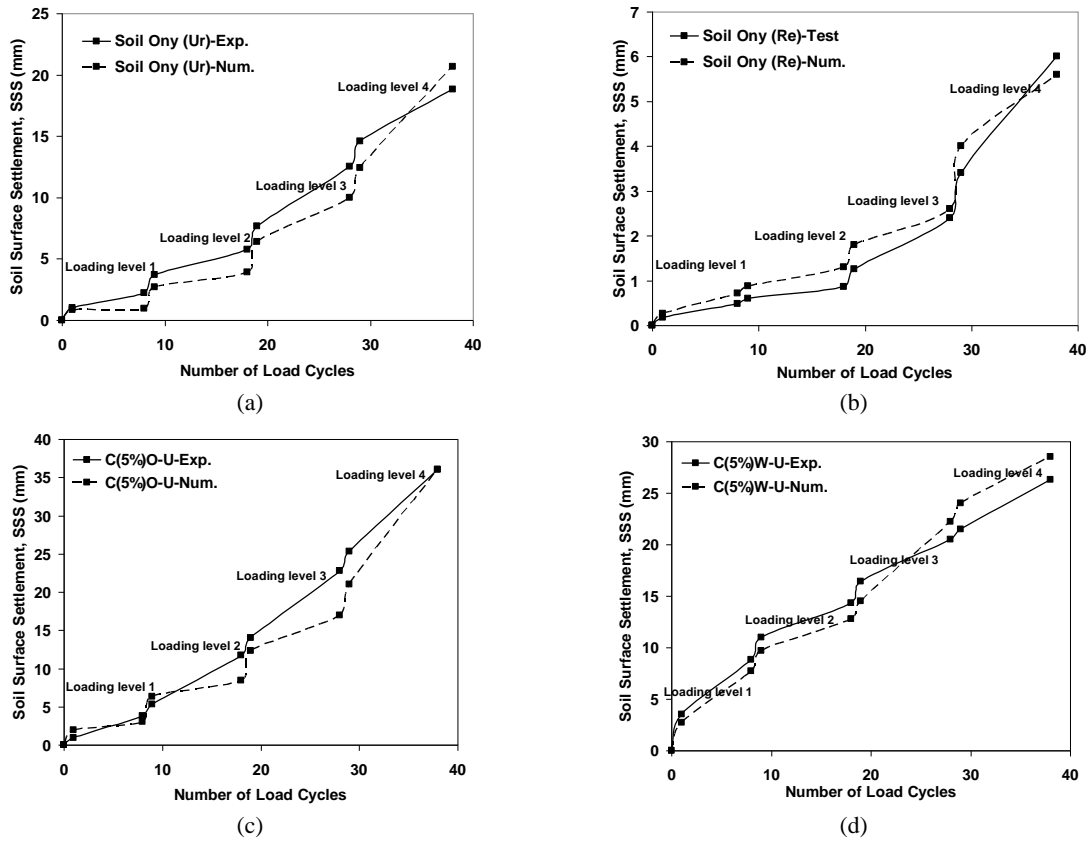 25
20
15
10
5
0
Soil Surface Settlement, SSS (mm)
Soil Ony (Ur)-Exp.
Soil Ony (Ur)-Num.
Loading level 1
Loading level 2
Loading level 3
Loading level 4
0 10 20 30 40
Number of Load Cycles
(a)
7
6
5
4
3
2
1
0
Soil Surface Settlement, SSS (mm)
Soil Ony (Re)-Test
Soil Ony (Re)-Num.
Loading level 1
Loading level 2
Loading level 3
Loading level 4
0 10 20 30 40
Number of Load Cycles
(b)
40
35
30
25
20
15
10
5
0
Soil Surface Settlement, SSS (mm)
C(5%)O-U-Exp.
C(5%)O-U-Num.
Loading level 1
Loading level 2
Loading level 3
Loading level 4
0 10 20 30 40
Number of Load Cycles
(c)
30
25
20
15
10
5
0
Soil Surface Settlement, SSS (mm)
C(5%)W-U-Exp.
C(5%)W-U-Num.
Loading level 1
Loading level 2
Loading level 3
Loading level 4
0 10 20 30 40
Number of Load Cycles
(d)